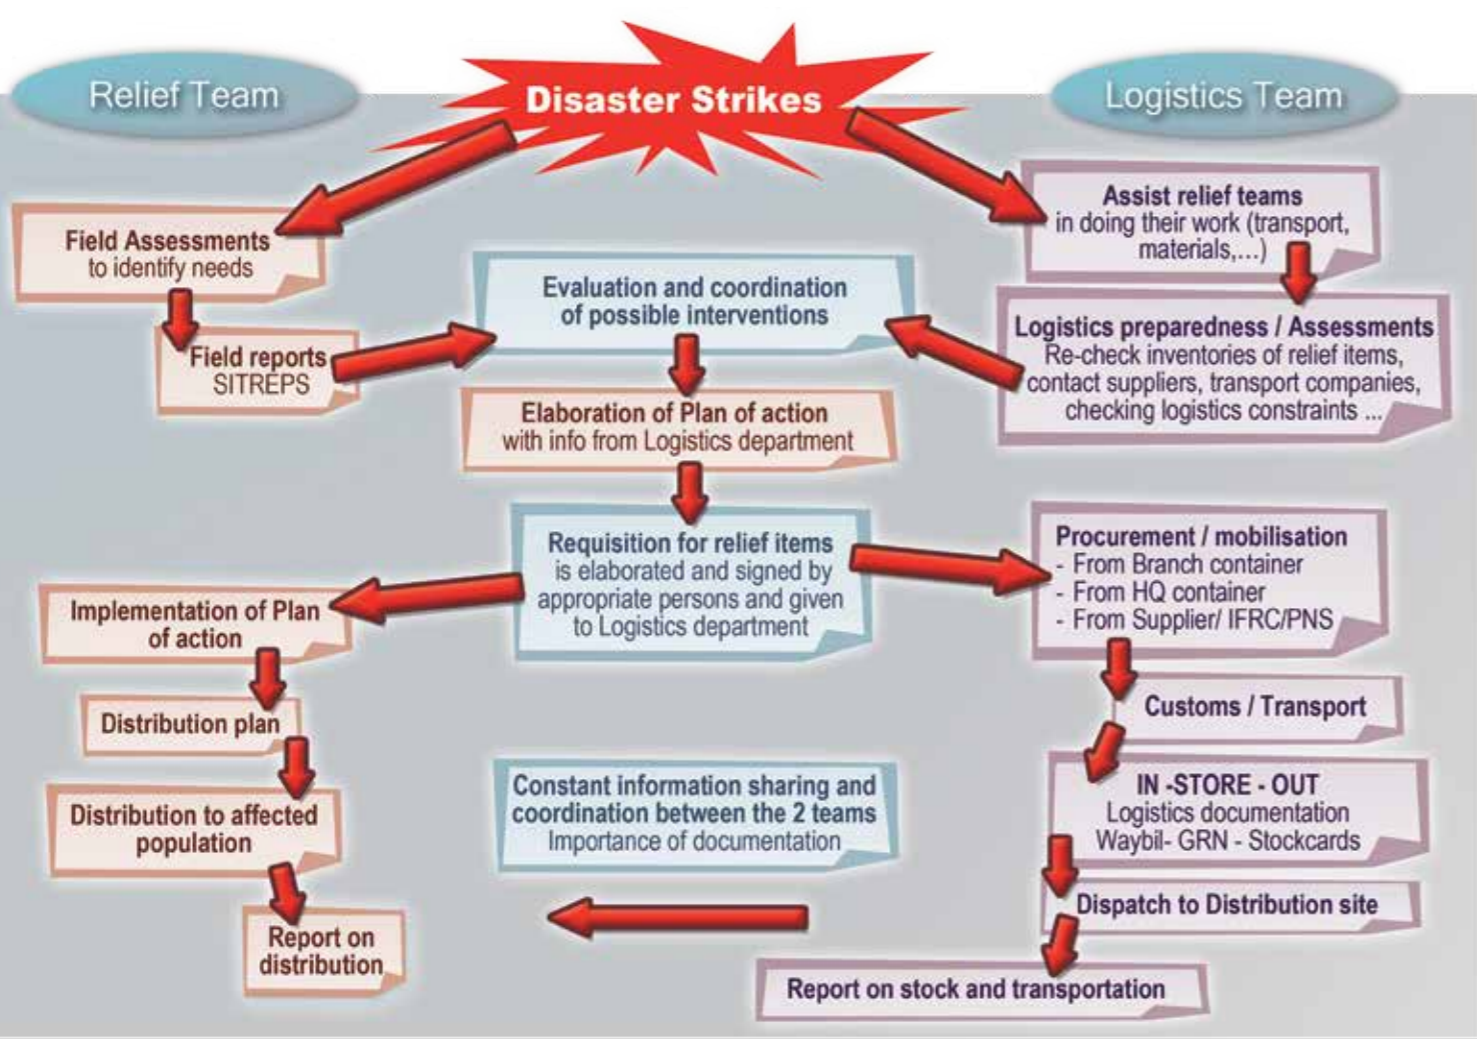 Relief Team
Disaster Strikes
Logistics Team
Field Assessments
to identify needs
Field reports
SITREPS
Evaluation and coordination
of possible interventions
Assist relief teams
in doing their work (transport,
materials,...)
Logistics preparedness / Assessments
Re-check inventories of relief items,
contact suppliers, transport companies,
checking logistics constraints ...
Elaboration of Plan of action
with info from Logistics department
Requisition for relief items
is elaborated and signed by
appropriate persons and given
to Logistics department
Implementation of Plan
of action
Distribution plan
Distribution to affected
population
Report on
distribution
Procurement / mobilisation
- From Branch container
- From HQ container
- From Supplier/ IFRC/PNS
Customs / Transport
IN -STORE - OUT
Logistics documentation
Waybil- GRN - Stockcards
Dispatch to Distribution site
Constant information sharing and
coordination between the 2 teams
Importance of documentation
Report on stock and transportation